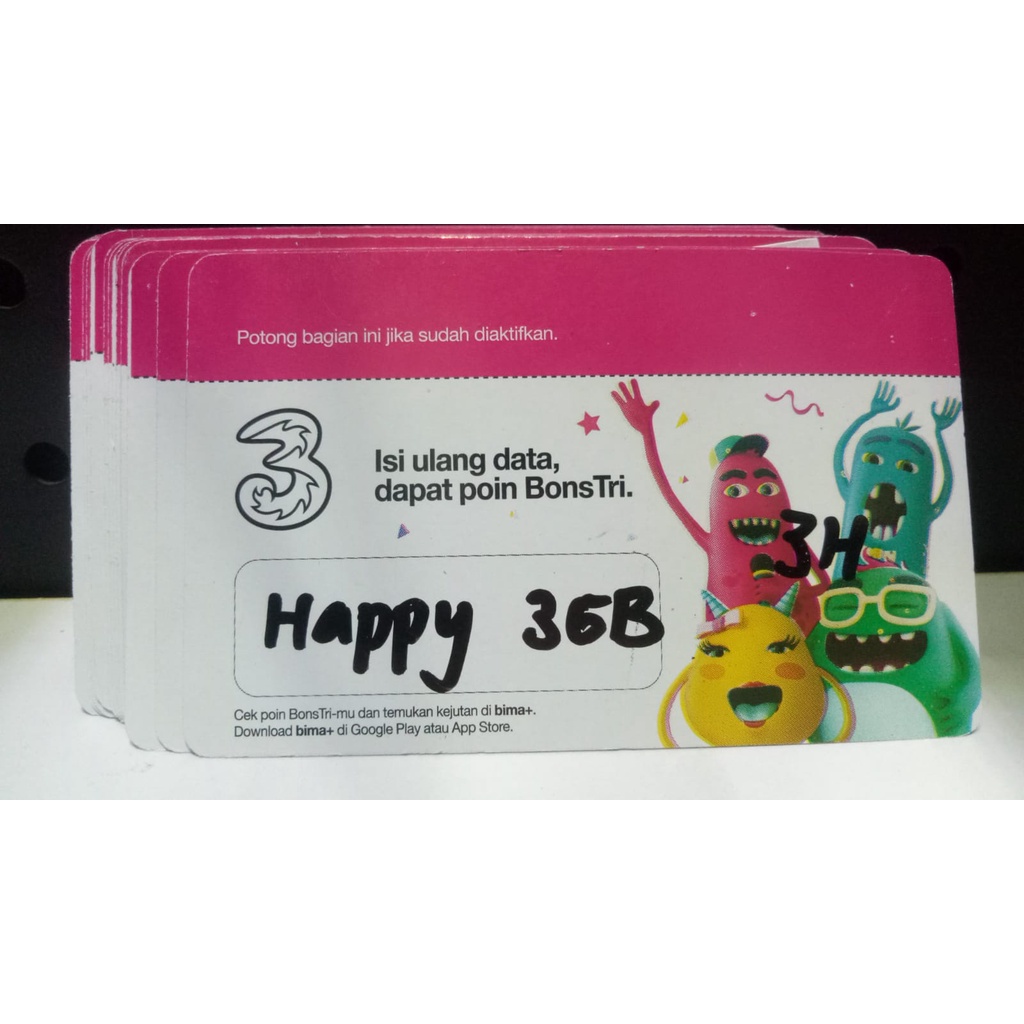 Potong bagian ini jika sudah diaktifkan.
3
Isi ulang data,
dapat poin BonsTri.
3H
Happy 3GB
Cek poin BonsTri-mu dan temukan kejutan di bima+.
Download bima+ di Google Play atau App Store.